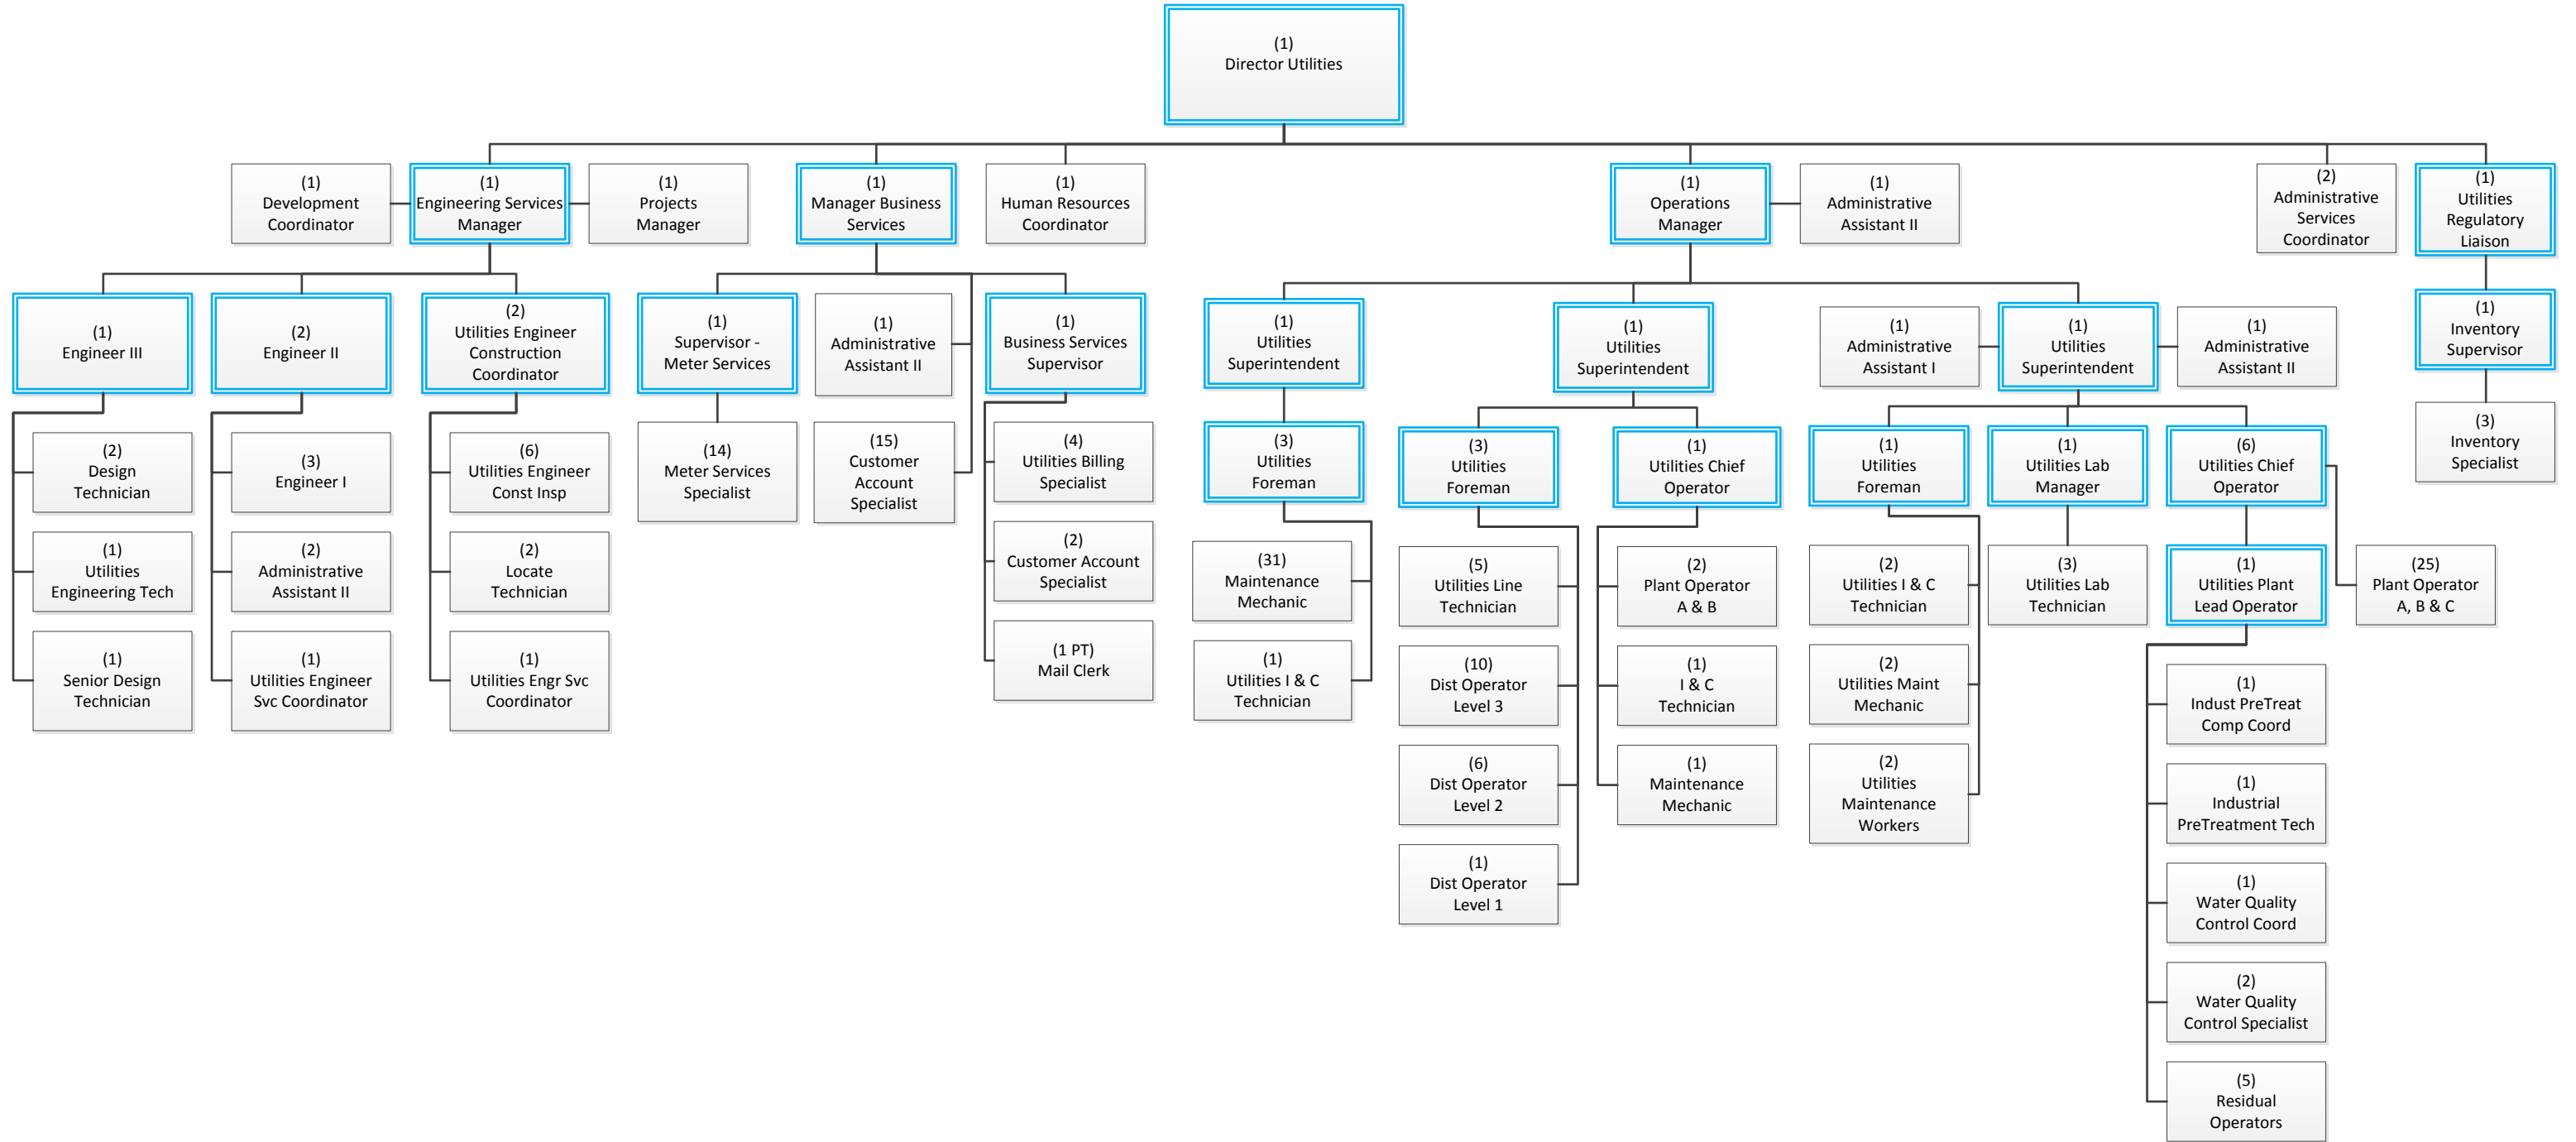 (1)
Director Utilities
(1)
Development
Coordinator
(1)
Engineering Services
Manager
(1)
Projects
Manager
(1)
Manager Business
Services
(1)
Human Resources
Coordinator
(1)
Operations
Manager
(1)
Administrative
Assistant II
(2)
Administrative
Services
Coordinator
(1)
Utilities
Regulatory
Liaison
(1)
Engineer III
(2)
Engineer II
(2)
Utilities Engineer
Construction
Coordinator
(1)
Supervisor -
Meter Services
(1)
Administrative
Assistant II
(1)
Business Services
Supervisor
(1)
Utilities
Superintendent
(1)
Utilities
Superintendent
(1)
Administrative
Assistant I
(1)
Utilities
Superintendent
(1)
Administrative
Assistant II
(1)
Inventory
Supervisor
(2)
Design
Technician
(3)
Engineer I
(6)
Utilities Engineer
Const Insp
(14)
Meter Services
Specialist
(15)
Customer
Account
Specialist
(4)
Utilities Billing
Specialist
(3)
Utilities
Foreman
(3)
Utilities
Foreman
(1)
Utilities Chief
Operator
(1)
Utilities
Foreman
(1)
Utilities Lab
Manager
(6)
Utilities Chief
Operator
(3)
Inventory
Specialist
(1)
Utilities
Engineering Tech
(2)
Administrative
Assistant II
(2)
Locate
Technician
(2)
Customer Account
Specialist
(31)
Maintenance
Mechanic
(5)
Utilities Line
Technician
(2)
Plant Operator
A & B
(2)
Utilities I & C
Technician
(3)
Utilities Lab
Technician
(1)
Utilities Plant
Lead Operator
(25)
Plant Operator
A, B & C
(1)
Senior Design
Technician
(1)
Utilities Engineer
Svc Coordinator
(1)
Utilities Engr Svc
Coordinator
(1 PT)
Mail Clerk
(1)
Utilities I & C
Technician
(10)
Dist Operator
Level 3
(1)
I & C
Technician
(2)
Utilities Maint
Mechanic
(1)
Indust PreTreat
Comp Coord
(6)
Dist Operator
Level 2
(1)
Maintenance
Mechanic
(2)
Utilities
Maintenance
Workers
(1)
Industrial
PreTreatment Tech
(1)
Dist Operator
Level 1
(1)
Water Quality
Control Coord
(2)
Water Quality
Control Specialist
(5)
Residual
Operators